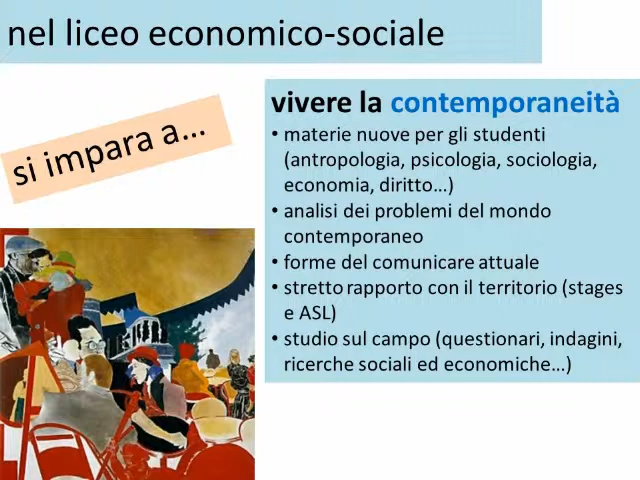 nel liceo economico-sociale
si impara a...
vivere la contemporaneità
• materie nuove per gli studenti
(antropologia, psicologia, sociologia,
economia, diritto...)
• analisi dei problemi del mondo
contemporaneo
• forme del comunicare attuale
• stretto rapporto con il territorio (stages
e ASL)
• studio sul campo (questionari, indagini,
ricerche sociali ed economiche...)